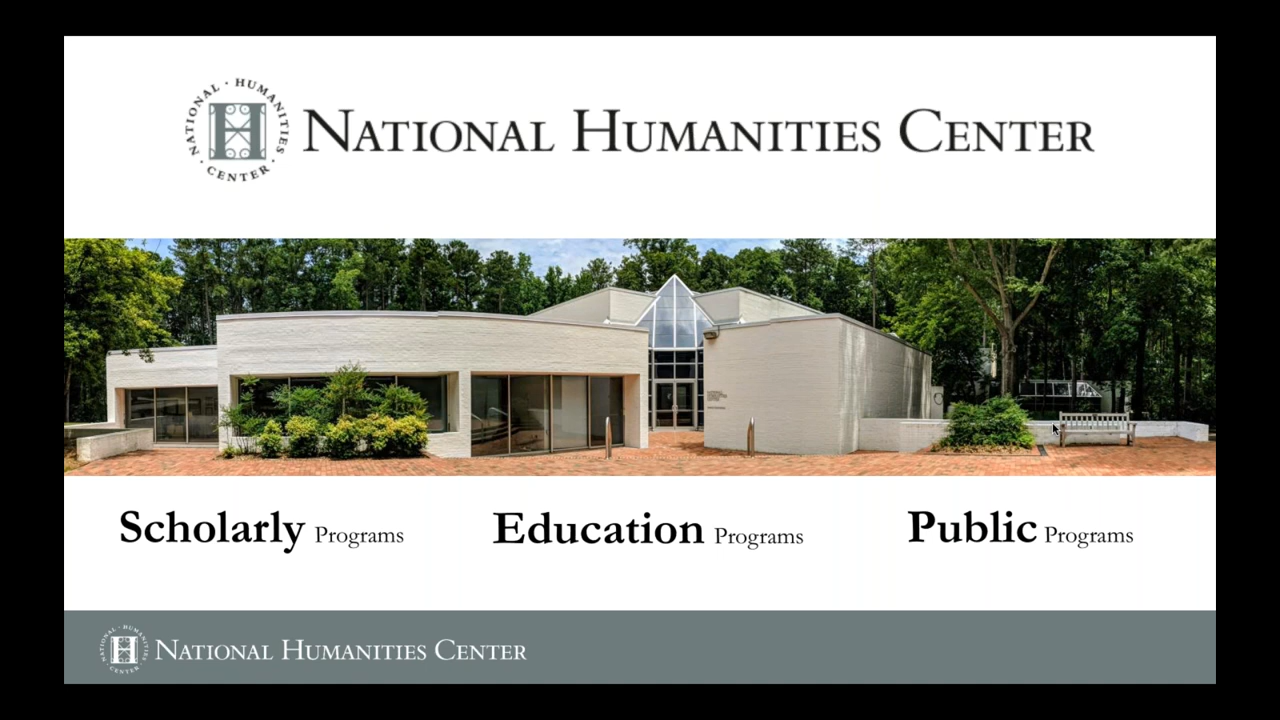 NATIONAL · HUMANITIES · CENTER ·
NATIONAL HUMANITIES CENTER
Scholarly Programs
Education Programs
Public Programs
NATIONAL · HUMANITIES · CENTER ·
NATIONAL HUMANITIES CENTER